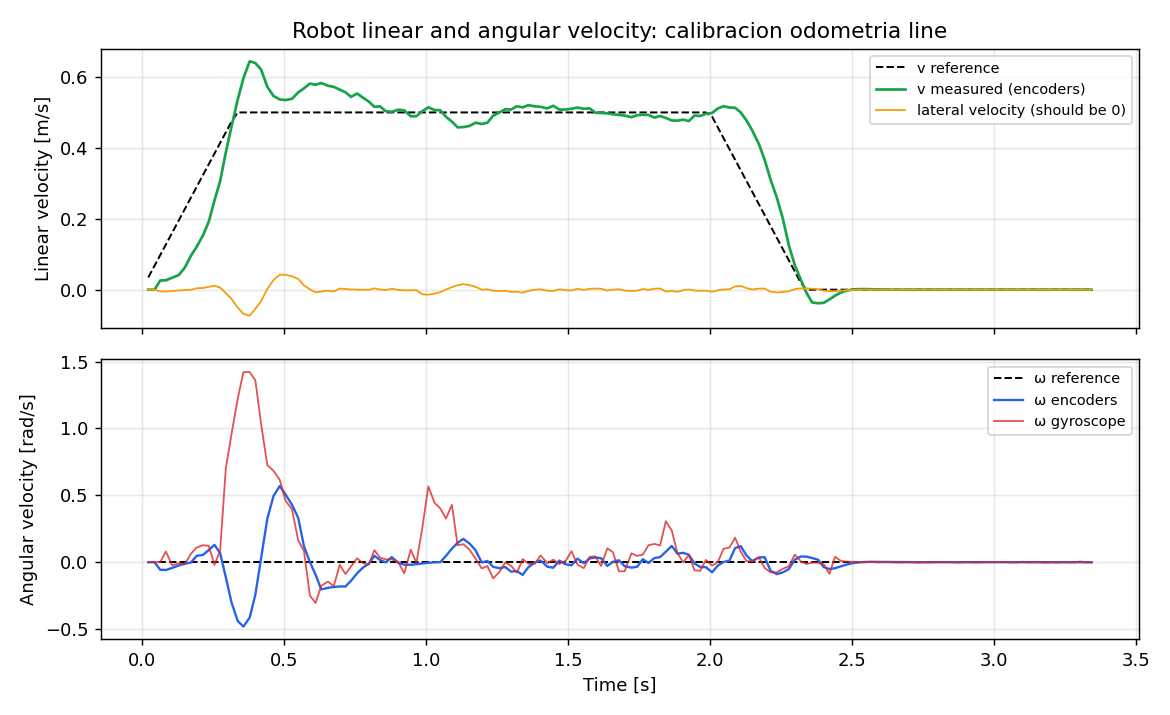 Robot linear and angular velocity: calibracion odometria line
Linear velocity [m/s]
0.6
0.4
0.2
0.0
v reference
v measured (encoders)
lateral velocity (should be 0)
Angular velocity [rad/s]
1.5
1.0
0.5
0.0
−0.5
ω reference
ω encoders
ω gyroscope
0.0 0.5 1.0 1.5 2.0 2.5 3.0 3.5
Time [s]